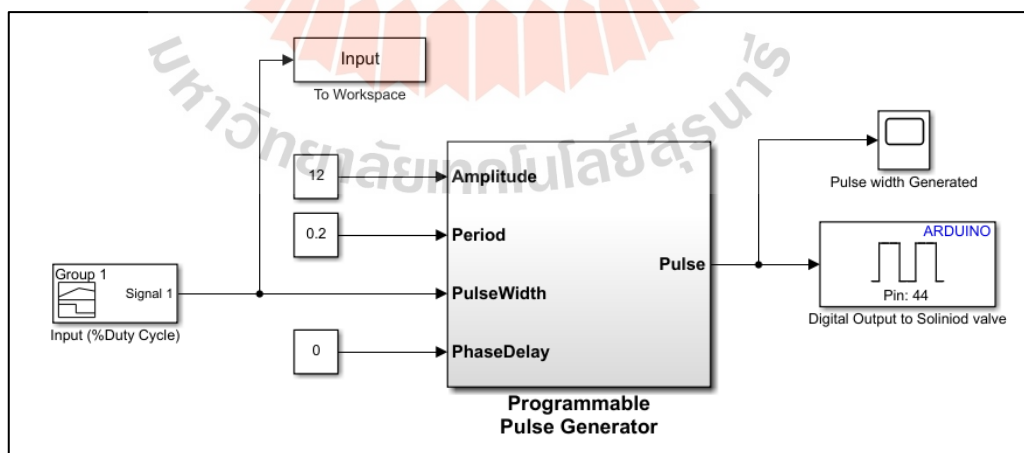 Input
To Workspace
มหาวิทยาลัยเทคโนโลยีสุรนารี
12
Amplitude
Pulse width Generated
0.2
Period
ARDUINO
Group 1
Signal 1
Pulse
PulseWidth
Pin: 44
Input (%Duty Cycle)
Digital Output to Soliniod valve
0
PhaseDelay
Programmable
Pulse Generator